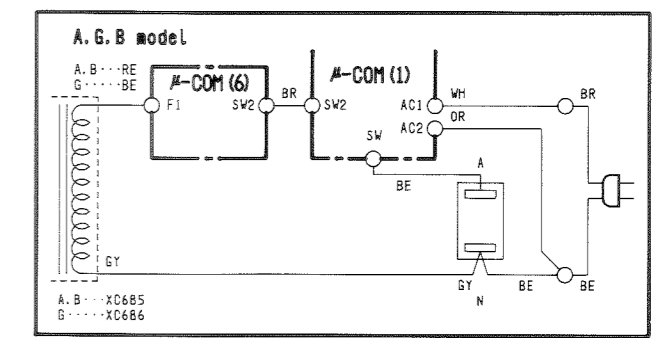 A.G.B model
A.B···RE
G·····BE
μ-COM (6)
μ-COM (1)
F1
SW2
BR
SW2
AC1
WH
BR
AC2
OR
SW
BE
A
GY
GY
N
BE
BE
A.B···XC685
G·····XC686